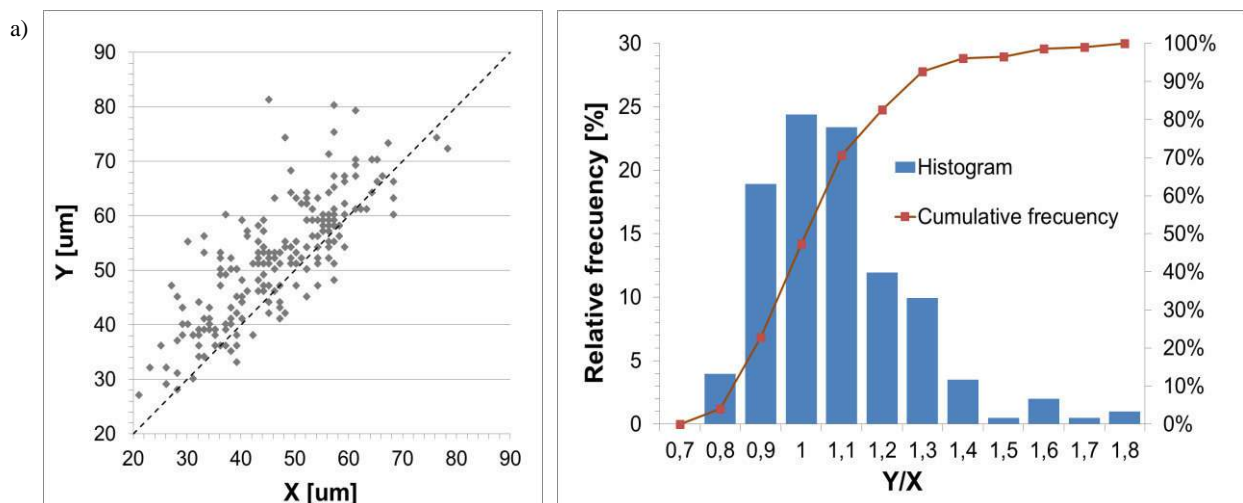 a)
90
80
70
60
50
40
30
20
Y [um]
20 30 40 50 60 70 80 90
X [um]
30
25
20
15
10
5
0
Relative frecuency [%]
100%
90%
80%
70%
60%
50%
40%
30%
20%
10%
0%
Histogram
Cumulative frecuency
0,7 0,8 0,9 1 1,1 1,2 1,3 1,4 1,5 1,6 1,7 1,8
Y/X